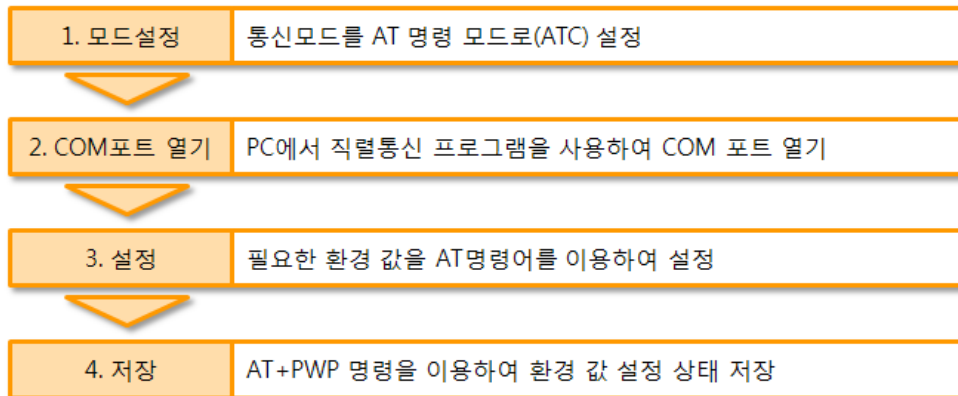 1. 모드설정 통신모드를 AT 명령 모드로(ATC) 설정
2. COM포트 열기 PC에서 직렬통신 프로그램을 사용하여 COM 포트 열기
3. 설정 필요한 환경 값을 AT명령어를 이용하여 설정
4. 저장 AT+PWP 명령을 이용하여 환경 값 설정 상태 저장